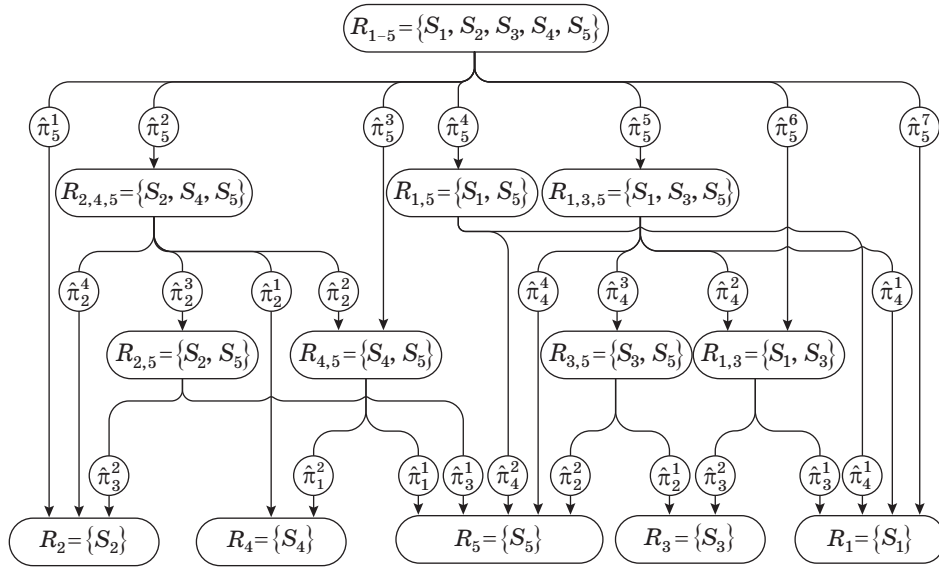 R₁₋₅={S₁, S₂, S₃, S₄, S₅}
π̂₅¹ π̂₅² π̂₅³ π̂₅⁴ π̂₅⁵ π̂₅⁶ π̂₅⁷
R₂,₄,₅={S₂, S₄, S₅} R₁,₅={S₁, S₅} R₁,₃,₅={S₁, S₃, S₅}
π̂₂⁴ π̂₂³ π̂₂¹ π̂₂² π̂₄⁴ π̂₄³ π̂₄² π̂₄¹
R₂,₅={S₂, S₅} R₄,₅={S₄, S₅} R₃,₅={S₃, S₅} R₁,₃={S₁, S₃}
π̂₃² π̂₁² π̂₁¹ π̂₃¹ π̂₄² π̂₂² π̂₂¹ π̂₃² π̂₃¹ π̂₄¹
R₂={S₂} R₄={S₄} R₅={S₅} R₃={S₃} R₁={S₁}